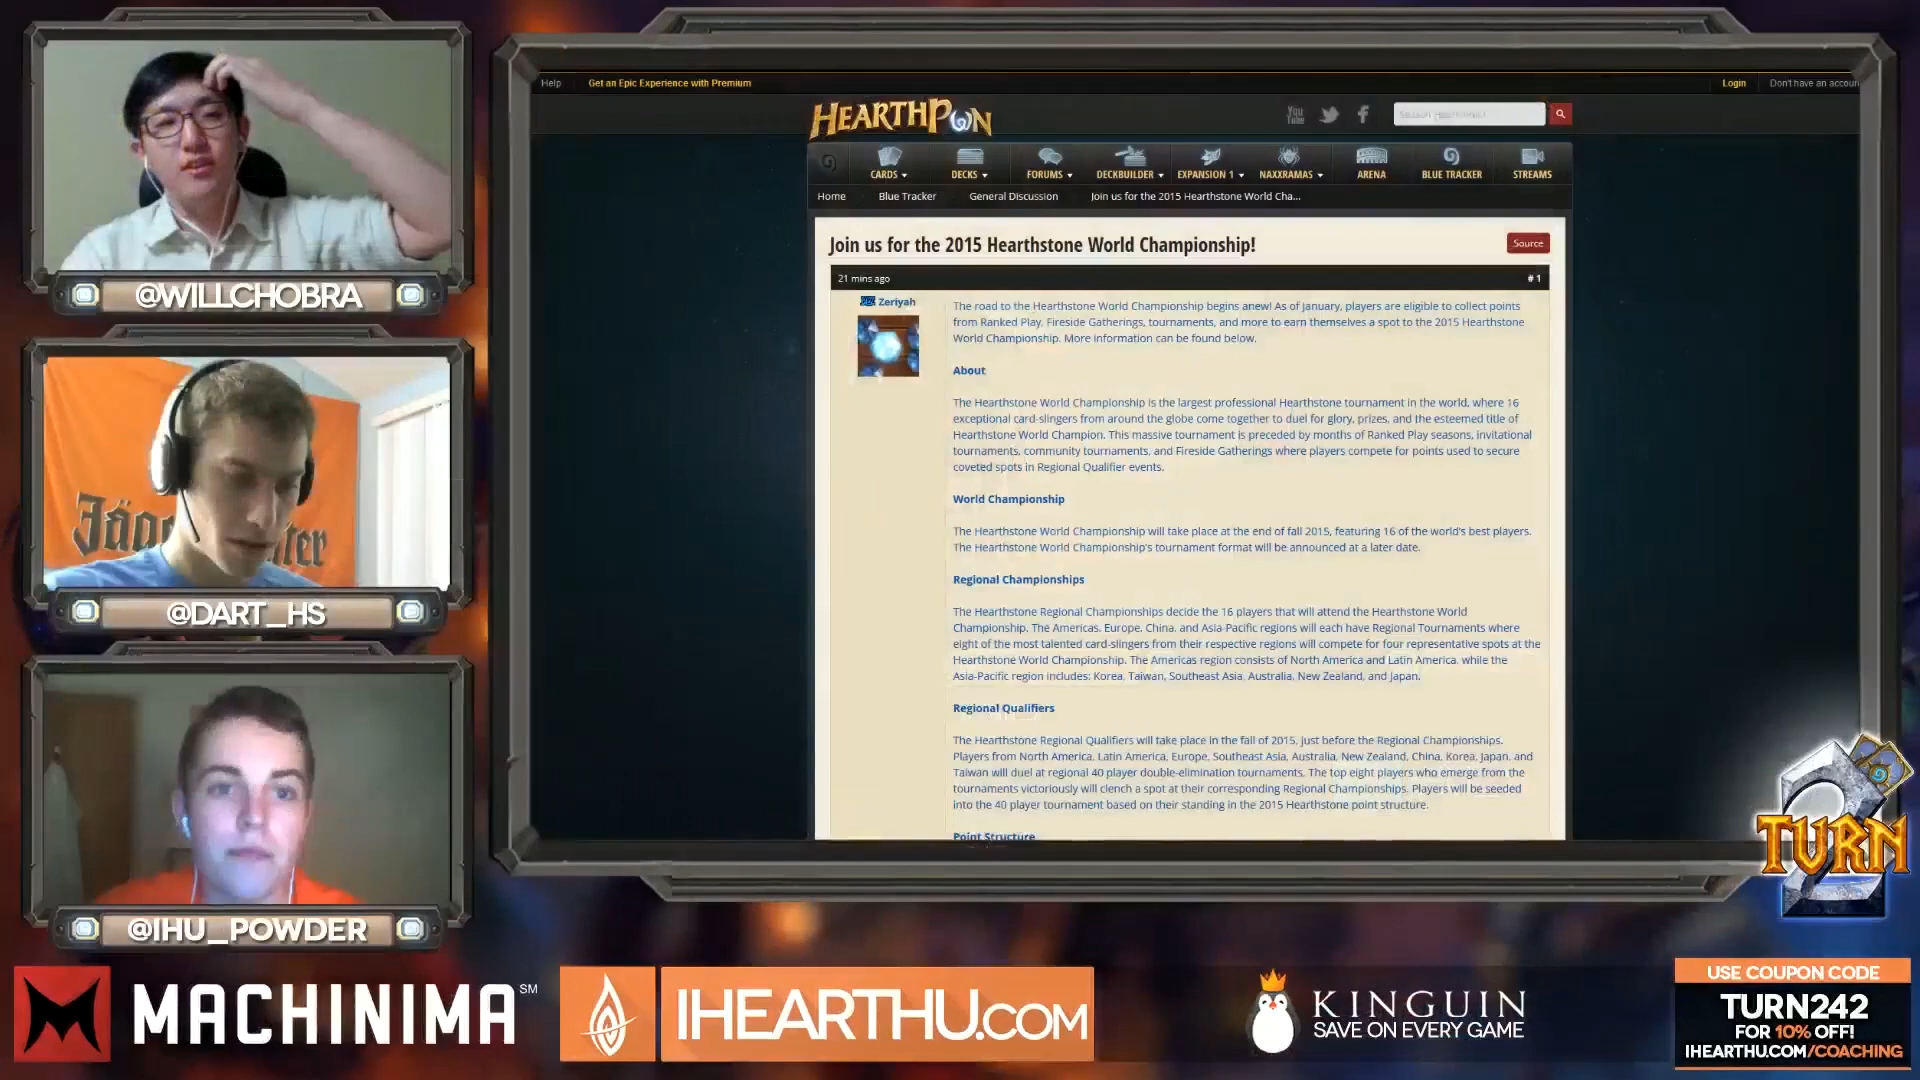 @WILLCHOBRA
Jäge
ter
@DART_HS
@IHU_POWDER
Help
Get an Epic Experience with Premium
Login
Don't have an accoun
HEARTHPWN
You
Tube
CARDS
DECKS
FORUMS
DECKBUILDER
EXPANSION 1
NAXXRAMAS
ARENA
BLUE TRACKER
STREAMS
Home
Blue Tracker
General Discussion
Join us for the 2015 Hearthstone World Cha...
Join us for the 2015 Hearthstone World Championship!
Source
21 mins ago
#1
Zeriyah
The road to the Hearthstone World Championship begins anew! As of January, players are eligible to collect points
from Ranked Play, Fireside Gatherings, tournaments, and more to earn themselves a spot to the 2015 Hearthstone
World Championship. More information can be found below.
About
The Hearthstone World Championship is the largest professional Hearthstone tournament in the world, where 16
exceptional card-slingers from around the globe come together to duel for glory, prizes, and the esteemed title of
Hearthstone World Champion. This massive tournament is preceded by months of Ranked Play seasons, invitational
tournaments, community tournaments, and Fireside Gatherings where players compete for points used to secure
coveted spots in Regional Qualifier events.
World Championship
The Hearthstone World Championship will take place at the end of fall 2015, featuring 16 of the world's best players.
The Hearthstone World Championship's tournament format will be announced at a later date.
Regional Championships
The Hearthstone Regional Championships decide the 16 players that will attend the Hearthstone World
Championship. The Americas, Europe, China, and Asia-Pacific regions will each have Regional Tournaments where
eight of the most talented card-slingers from their respective regions will compete for four representative spots at the
Hearthstone World Championship. The Americas region consists of North America and Latin America, while the
Asia-Pacific region includes: Korea, Taiwan, Southeast Asia, Australia, New Zealand, and Japan.
Regional Qualifiers
The Hearthstone Regional Qualifiers will take place in the fall of 2015, just before the Regional Championships.
Players from North America, Latin America, Europe, Southeast Asia, Australia, New Zealand, China, Korea, Japan, and
Taiwan will duel at regional 40 player double-elimination tournaments. The top eight players who emerge from the
tournaments victoriously will clench a spot at their corresponding Regional Championships. Players will be seeded
into the 40 player tournament based on their standing in the 2015 Hearthstone point structure.
Point Structure
TURN
2
MACHINIMA SM
IHEARTHU.COM
KINGUIN
SAVE ON EVERY GAME
USE COUPON CODE
TURN242
FOR 10% OFF!
IHEARTHU.COM/COACHING